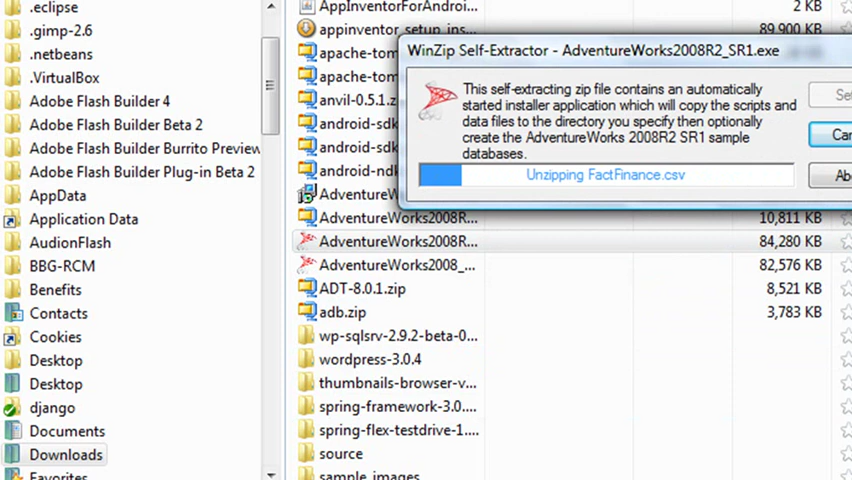 .eclipse
.gimp-2.6
.netbeans
.VirtualBox
Adobe Flash Builder 4
Adobe Flash Builder Beta 2
Adobe Flash Builder Burrito Preview
Adobe Flash Builder Plug-in Beta 2
AppData
Application Data
AudionFlash
BBG-RCM
Benefits
Contacts
Cookies
Desktop
Desktop
django
Documents
Downloads
Favorites
AppInventorForAndroi... 2 KB
appinventor_setup_ins... 89,900 KB
apache-tom
apache-tom
anvil-0.5.1.z
android-sdk
android-sdk
android-ndk
AdventureW
AdventureWorks2008R... 10,811 KB
AdventureWorks2008R... 84,280 KB
AdventureWorks2008_... 82,576 KB
ADT-8.0.1.zip 8,521 KB
adb.zip 3,783 KB
wp-sqlsrv-2.9.2-beta-0...
wordpress-3.0.4
thumbnails-browser-v...
spring-framework-3.0....
spring-flex-testdrive-1....
source
sample_images
WinZip Self-Extractor - AdventureWorks2008R2_SR1.exe
This self-extracting zip file contains an automatically
started installer application which will copy the scripts and
data files to the directory you specify then optionally
create the AdventureWorks 2008R2 SR1 sample
databases.
Unzipping FactFinance.csv
Set
Can
Abo